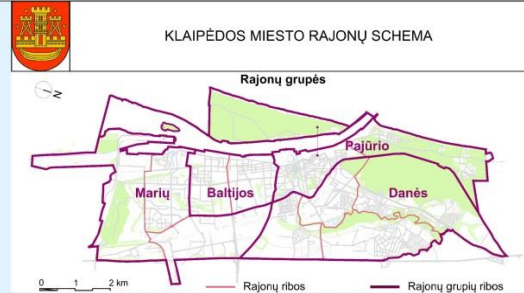 KLAIPĖDOS MIESTO RAJONŲ SCHEMA
Rajonų grupės
N
Pajūrio
Marių
Baltijos
Danės
0 1 2 km
Rajonų ribos
Rajonų grupių ribos